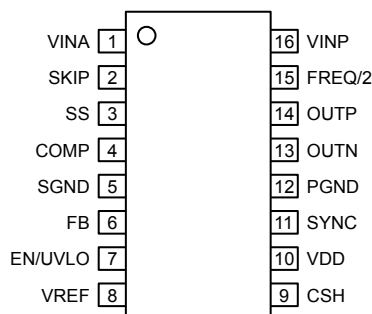 VINA 1 16 VINP
SKIP 2 15 FREQ/2
SS 3 14 OUTP
COMP 4 13 OUTN
SGND 5 12 PGND
FB 6 11 SYNC
EN/UVLO 7 10 VDD
VREF 8 9 CSH